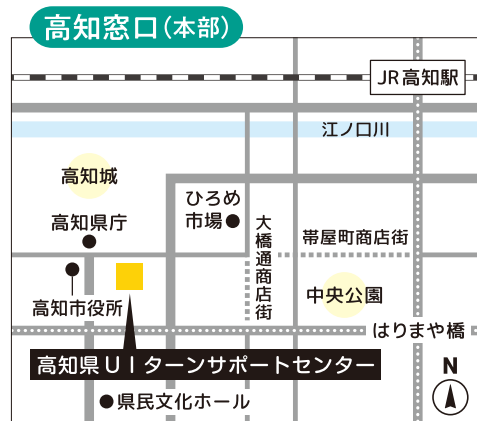 高知窓口(本部)
JR高知駅
江ノ口川
高知城
ひろめ
市場
高知県庁
大橋通商店街
帯屋町商店街
高知市役所
中央公園
はりまや橋
高知県UIターンサポートセンター
N
県民文化ホール